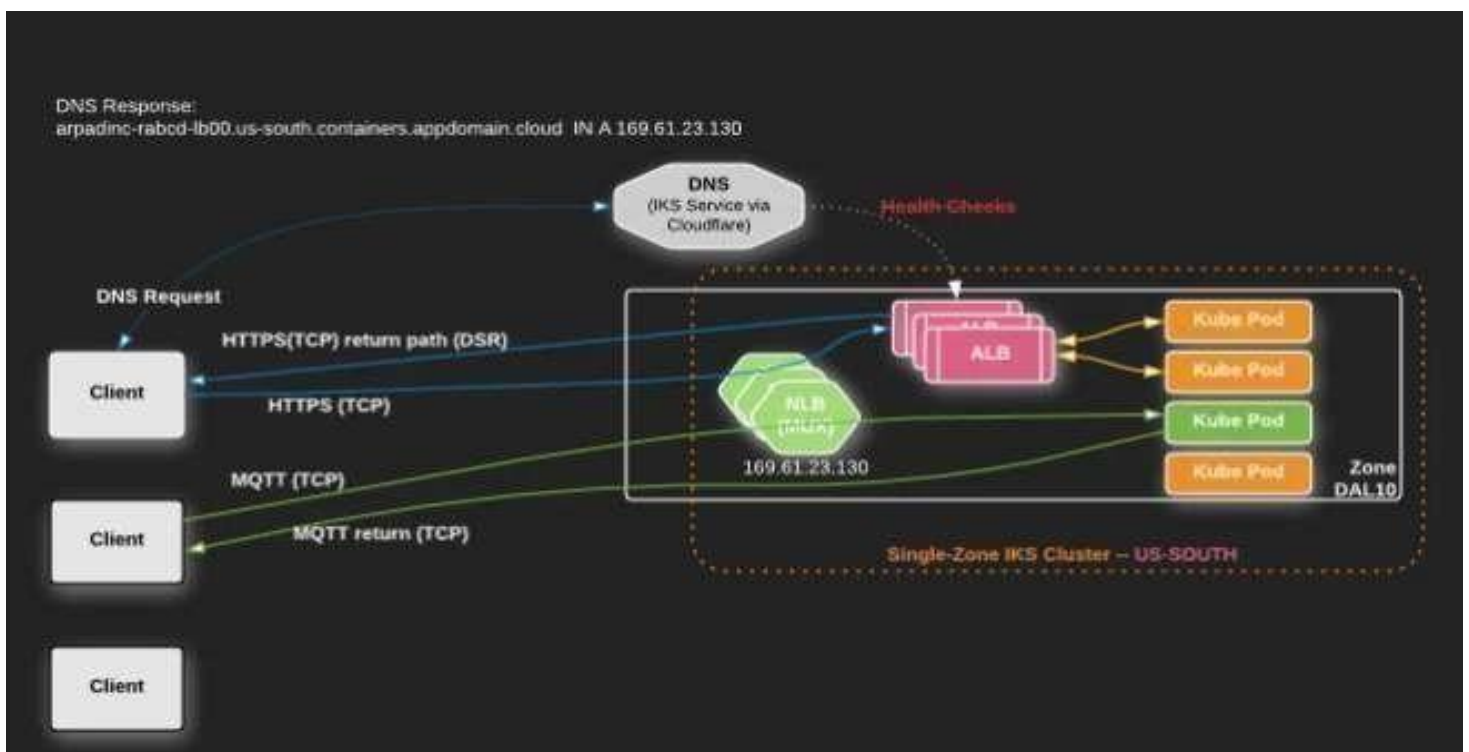 DNS Response:
arpadinc-rabcd-lb00.us-south.containers.appdomain.cloud IN A 169.61.23.130
DNS
(IKS Service via
Cloudflare)
Health Checks
DNS Request
HTTPS(TCP) return path (DSR)
Client
HTTPS (TCP)
ALB
ALB
Kube Pod
Kube Pod
Kube Pod
Kube Pod
NLB
(MUX)
169.61.23.130
Zone
DAL10
MQTT (TCP)
Client
MQTT return (TCP)
Single-Zone IKS Cluster – US-SOUTH
Client